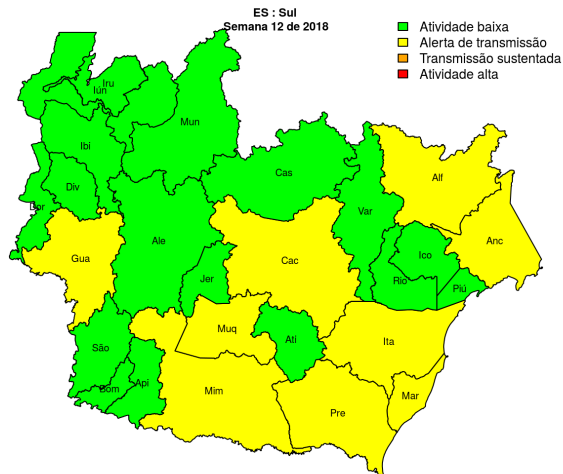 ES : Sul
Semana 12 de 2018
Atividade baixa
Alerta de transmissão
Transmissão sustentada
Atividade alta
Iru
Iún
Mun
Ibi
Cas
Alf
Div
Dor
Var
Ale
Anc
Gua
Cac
Ico
Jer
Rio
Piú
Muq
Ati
Ita
São
Api
Bom
Mim
Mar
Pre